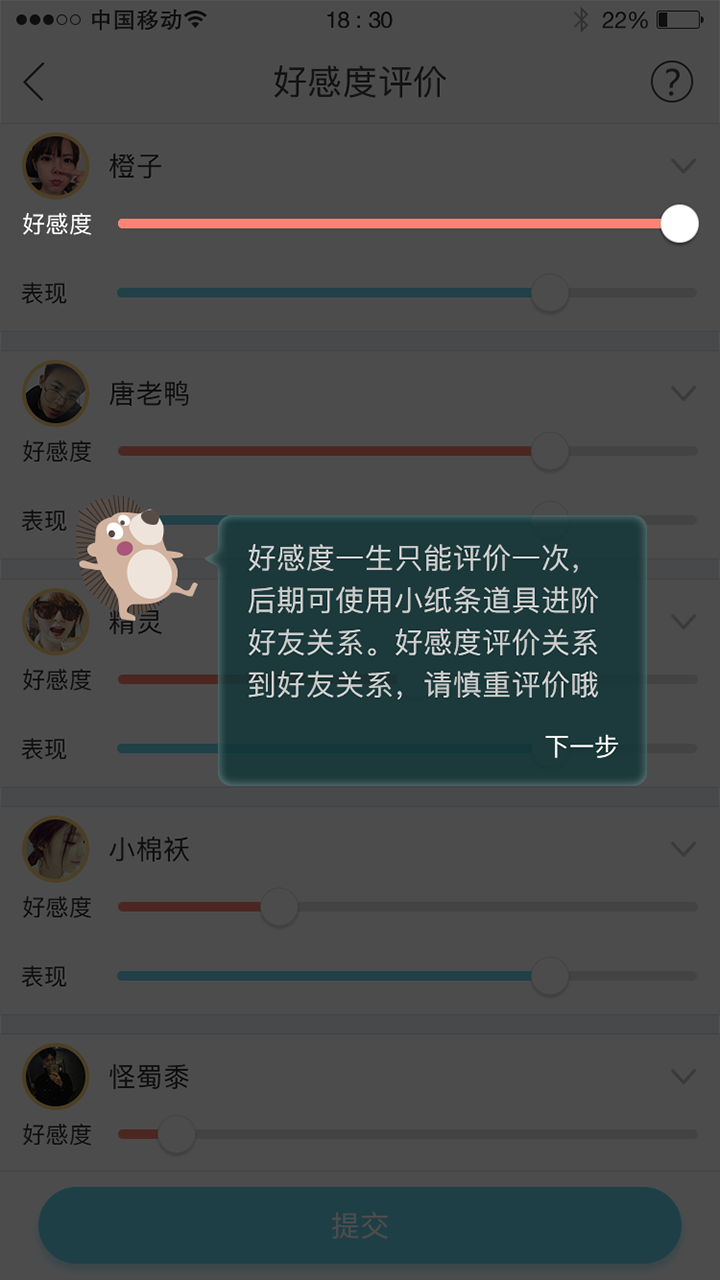 中国移动
18 : 30
22%
好感度评价
?
橙子
好感度
表现
唐老鸭
好感度
表现
好感度一生只能评价一次，
后期可使用小纸条道具进阶
好友关系。好感度评价关系
到好友关系，请慎重评价哦
下一步
精灵
好感度
表现
小棉袄
好感度
表现
怪蜀黍
好感度
提交